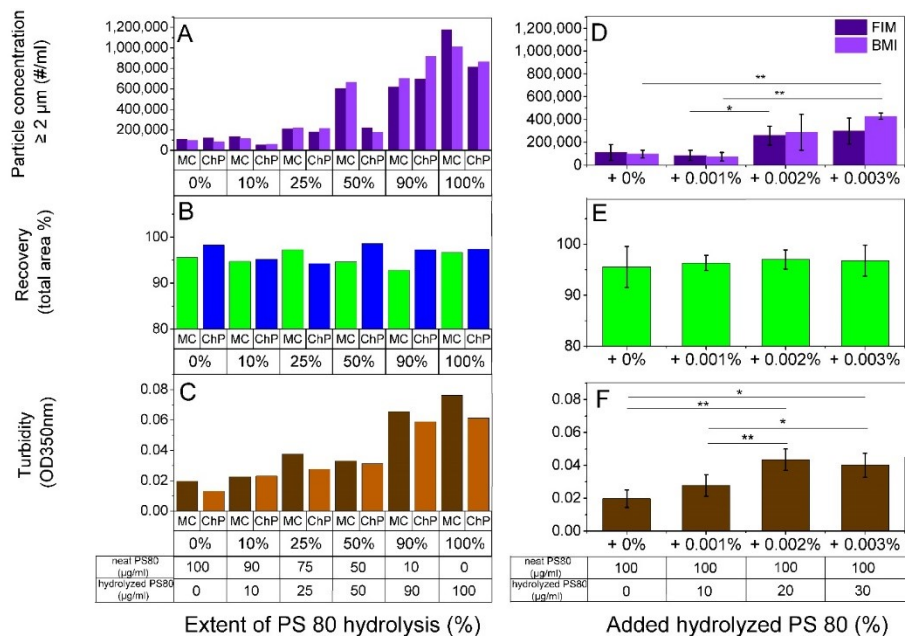 Particle concentration
≥ 2 µm (#/ml)
A
1,200,000
1,000,000
800,000
600,000
400,000
200,000
MC ChP MC ChP MC ChP MC ChP MC ChP MC ChP
0% 10% 25% 50% 90% 100%
Recovery
(total area %)
B
100
95
90
80
MC ChP MC ChP MC ChP MC ChP MC ChP MC ChP
0% 10% 25% 50% 90% 100%
Turbidity
(OD350nm)
C
0.08
0.06
0.04
0.02
0.00
MC ChP MC ChP MC ChP MC ChP MC ChP MC ChP
0% 10% 25% 50% 90% 100%
neat PS80
(µg/ml)
100 90 75 50 10 0
hydrolyzed PS80
(µg/ml)
0 10 25 50 90 100
Extent of PS 80 hydrolysis (%)
D
FIM
BMI
1,200,000
1,000,000
800,000
600,000
400,000
200,000
0
**
**
*
+ 0% + 0.001% + 0.002% + 0.003%
E
100
95
90
80
+ 0% + 0.001% + 0.002% + 0.003%
F
0.08
0.06
0.04
0.02
0.00
*
**
*
**
+ 0% + 0.001% + 0.002% + 0.003%
neat PS80
(µg/ml)
100 100 100 100
hydrolyzed PS80
(µg/ml)
0 10 20 30
Added hydrolyzed PS 80 (%)